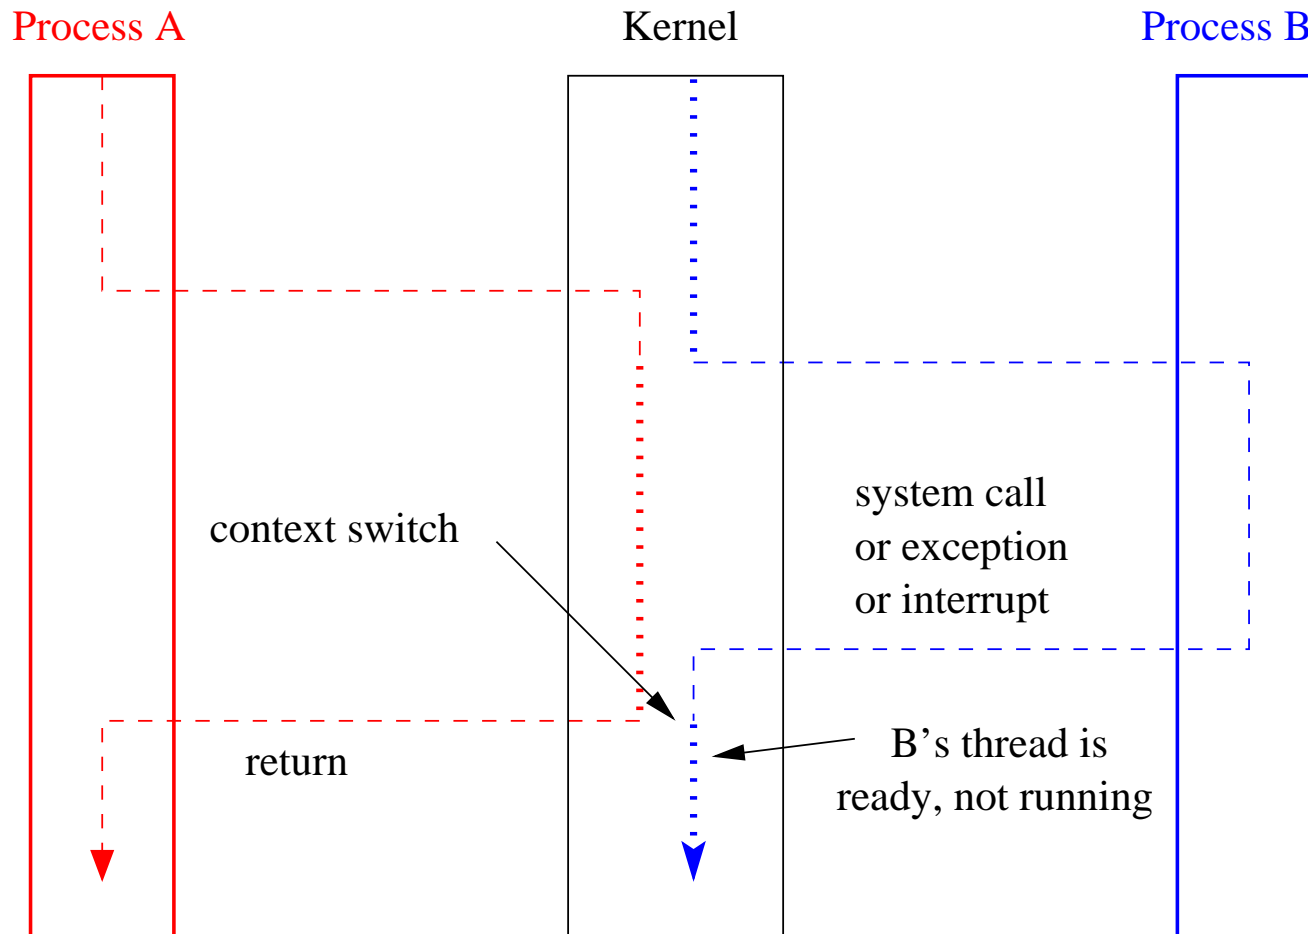 Process A
Kernel
Process B
system call
context switch
or exception
or interrupt
B’s thread is
return
ready, not running